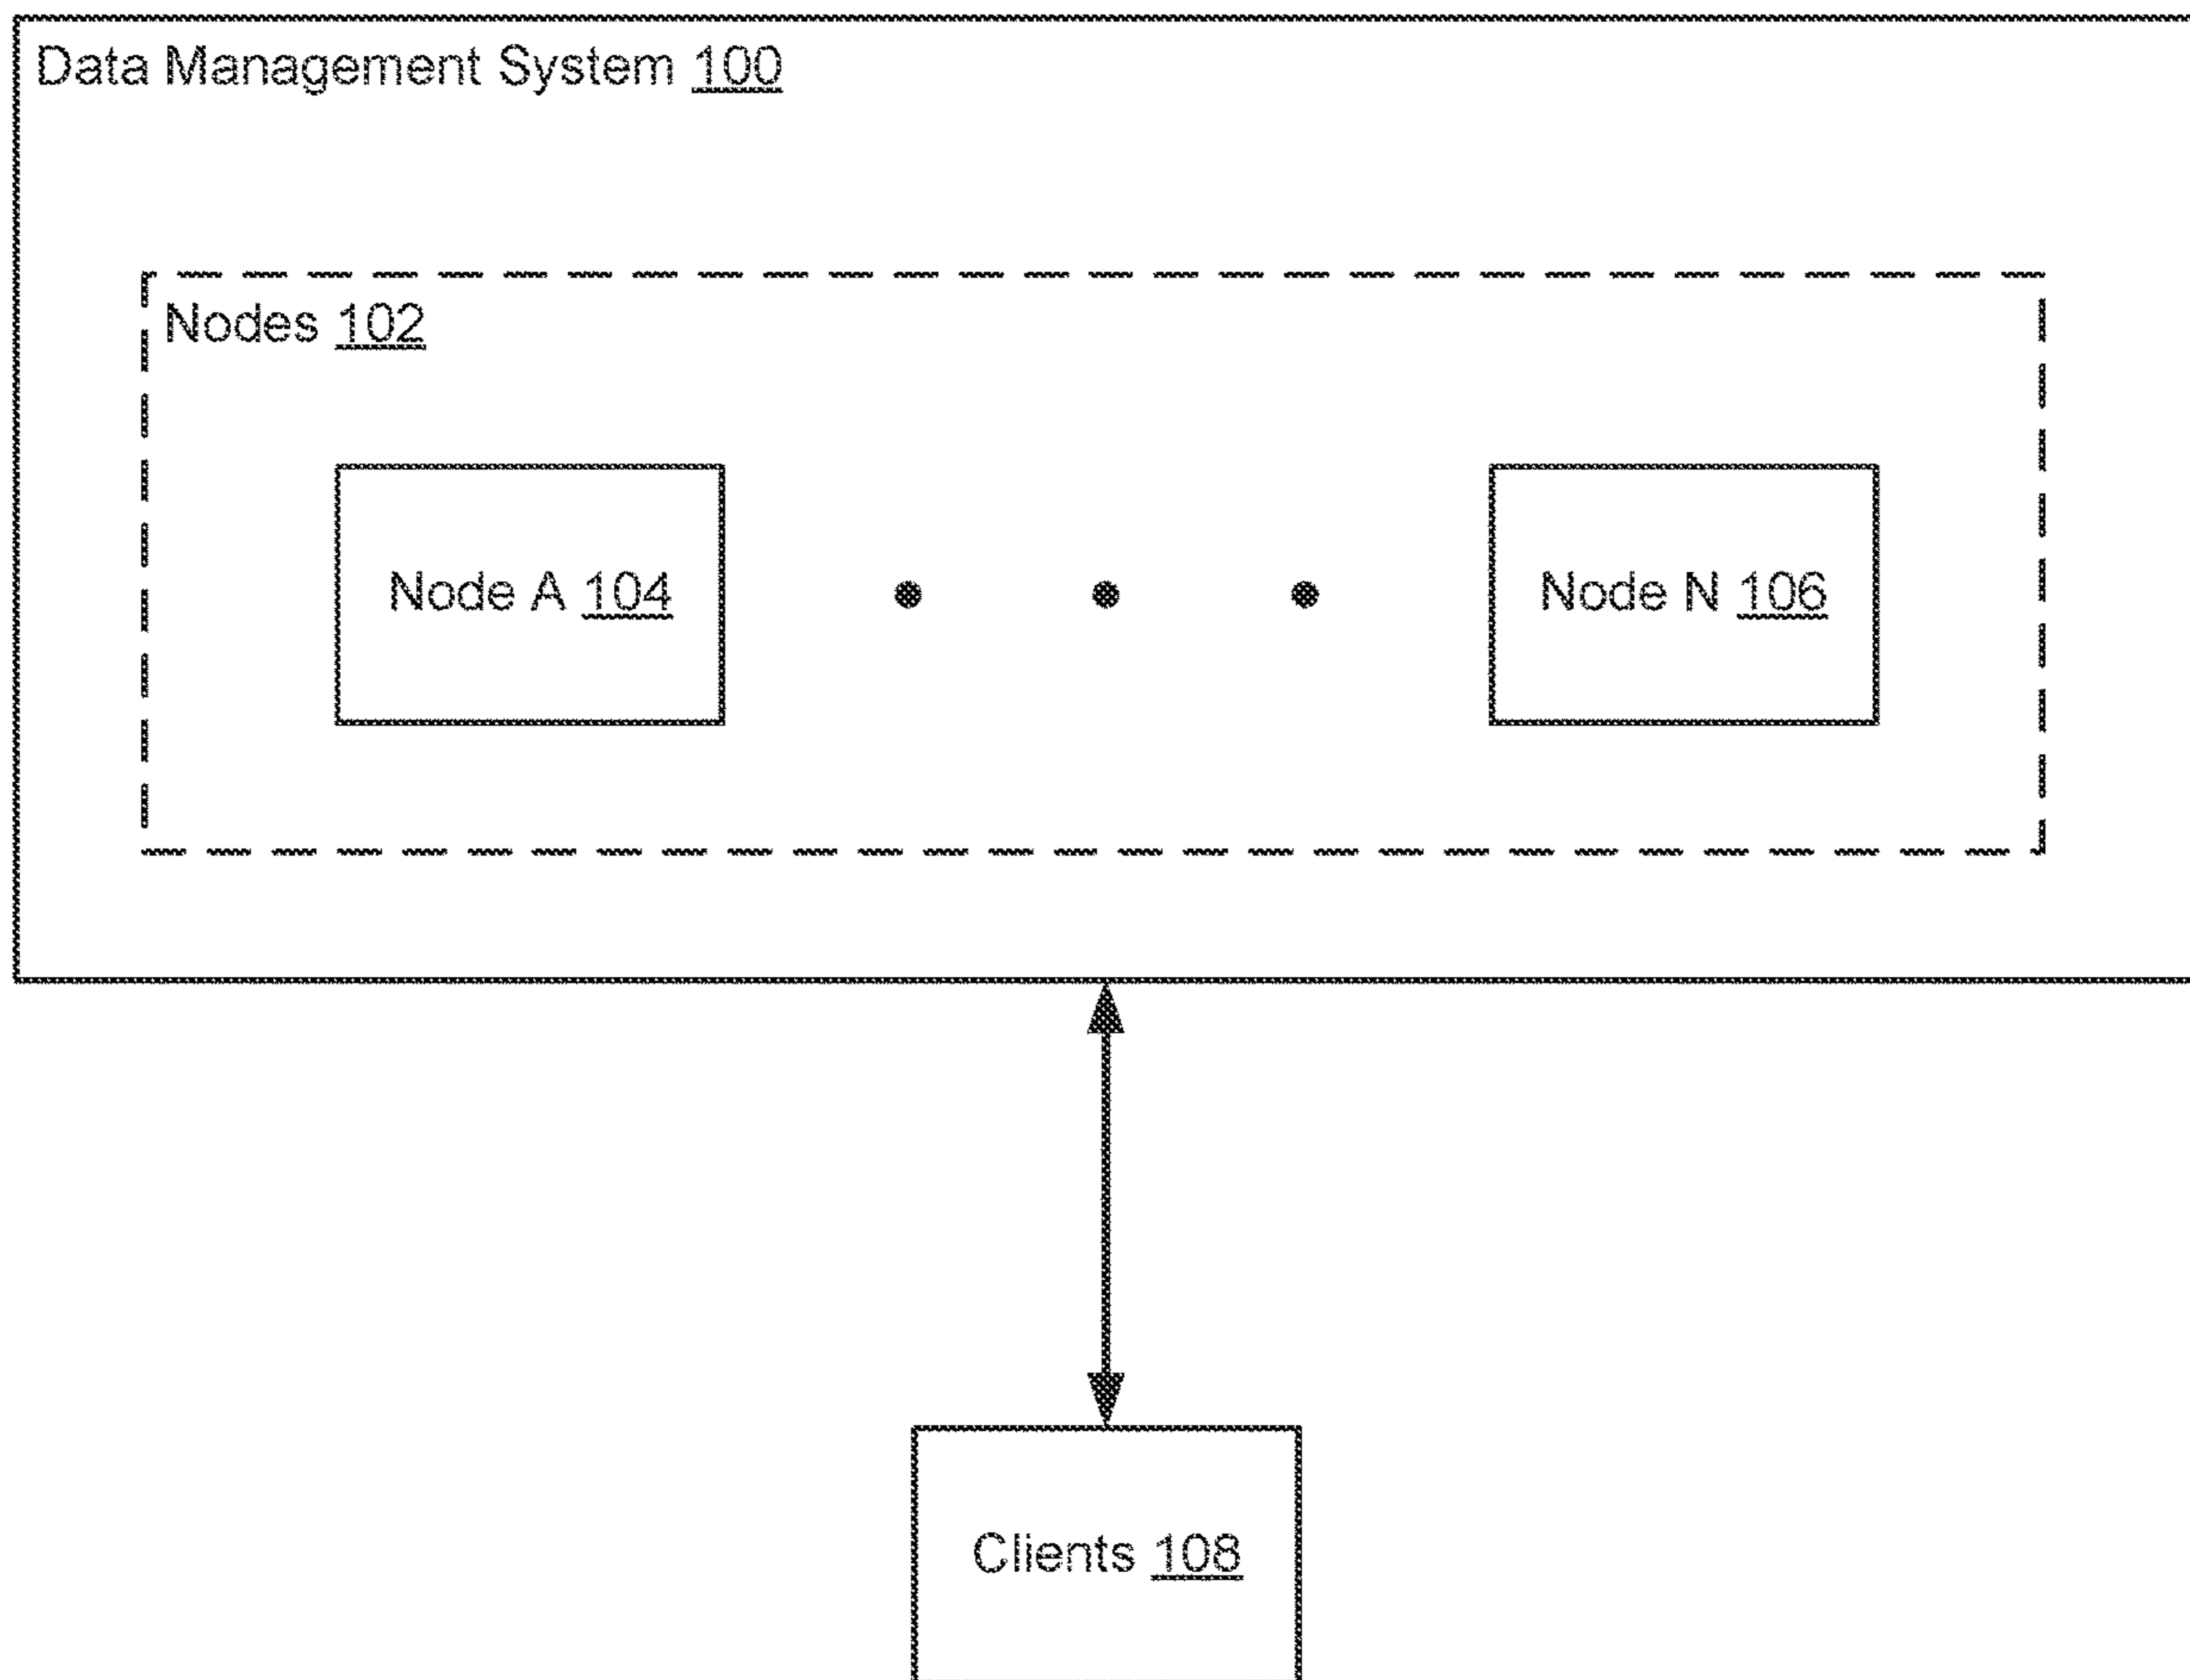 Data Management System 100
Nodes 102
Node A 104
Node N 106
Clients 108